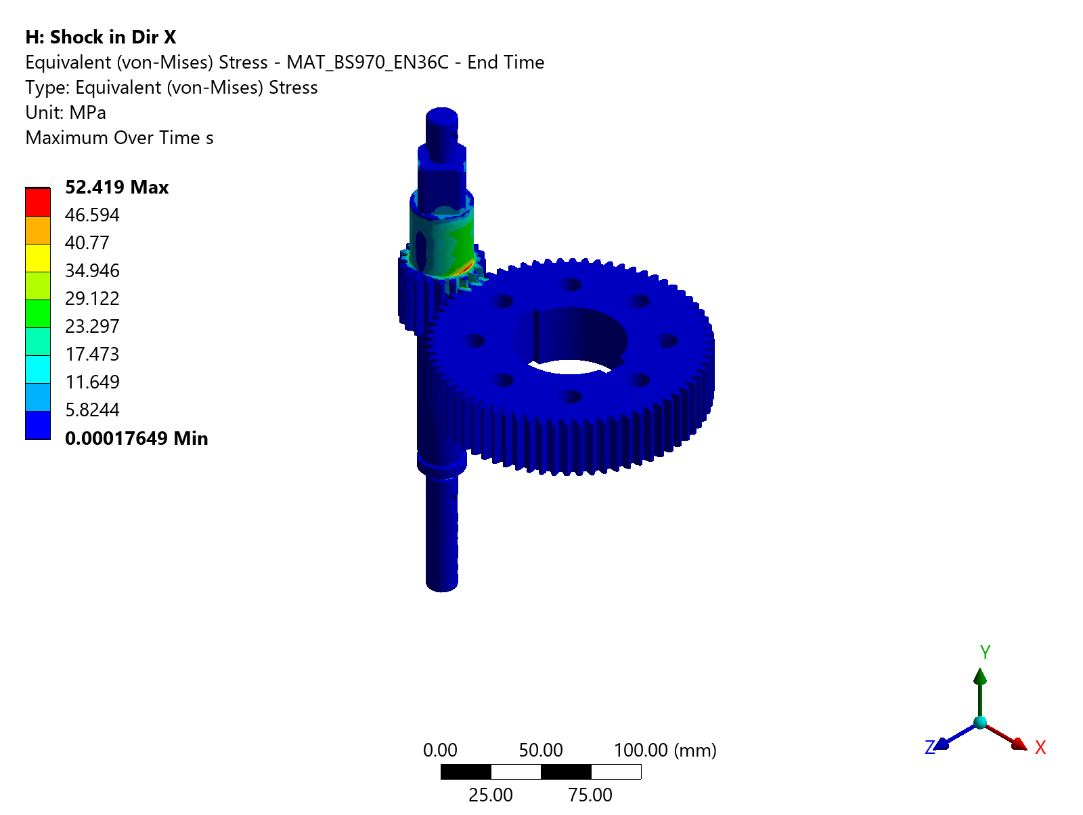 H: Shock in Dir X
Equivalent (von-Mises) Stress - MAT_BS970_EN36C - End Time
Type: Equivalent (von-Mises) Stress
Unit: MPa
Maximum Over Time s
52.419 Max
46.594
40.77
34.946
29.122
23.297
17.473
11.649
5.8244
0.00017649 Min
Y
Z X
0.00 50.00 100.00 (mm)
25.00 75.00